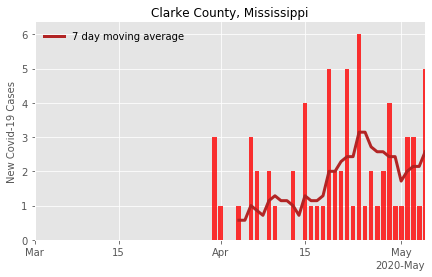 Clarke County, Mississippi
7 day moving average
New Covid-19 Cases
6
5
4
3
2
1
0
Mar 15 Apr 15 May
2020-May